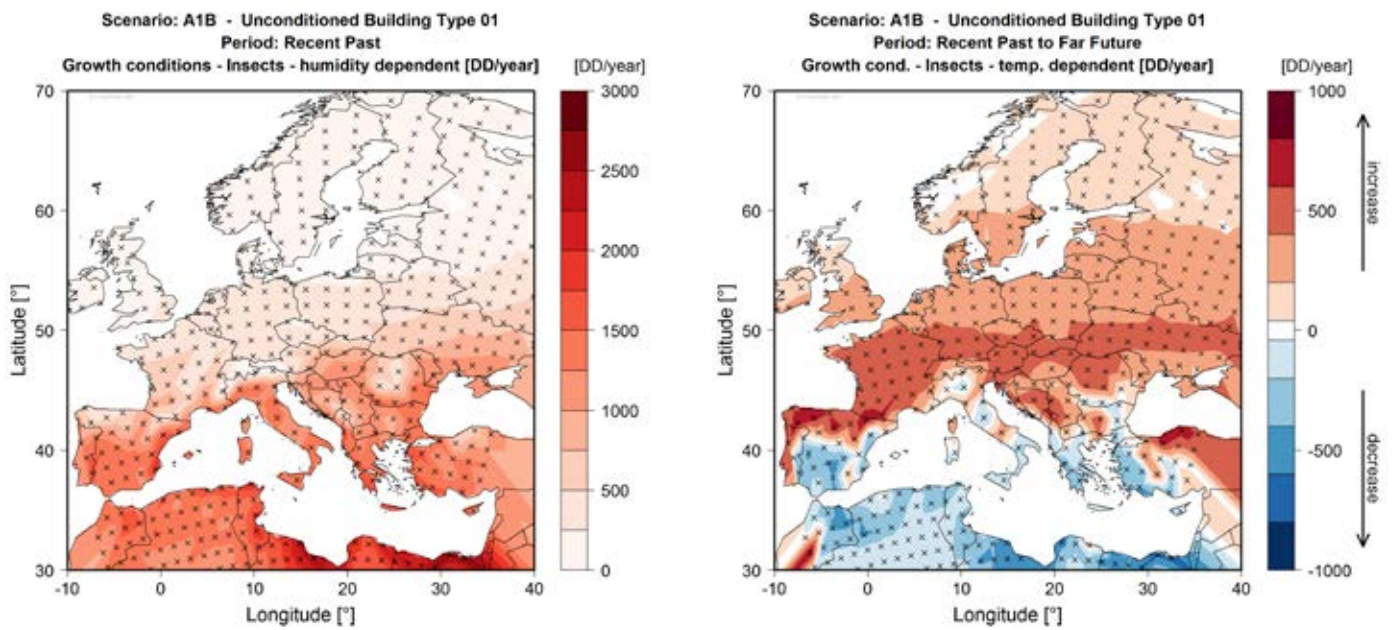 Scenario: A1B - Unconditioned Building Type 01
Period: Recent Past
Growth conditions - Insects - humidity dependent [DD/year]
[DD/year]
70
60
50
40
30
Latitude [°]
-10
0
10
20
30
40
Longitude [°]
3000
2500
2000
1500
1000
500
0
Scenario: A1B - Unconditioned Building Type 01
Period: Recent Past to Far Future
Growth cond. - Insects - temp. dependent [DD/year]
[DD/year]
70
60
50
40
30
Latitude [°]
-10
0
10
20
30
40
Longitude [°]
1000
500
0
-500
-1000
increase
decrease